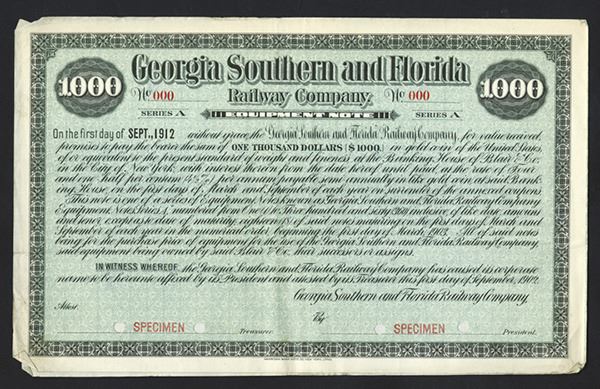 1000 Georgia Southern and Florida 1000
No 000 Railway Company. No 000
SERIES A EQUIPMENT NOTE SERIES A
On the first day of SEPT., 1912 without grace, the Georgia Southern and Florida Railway Company, for value received,
promises to pay the bearer the sum of ONE THOUSAND DOLLARS ($1000) in gold coin of the United States
of or equivalent to the present standard of weight and fineness at the Banking House of Blair & Co.
in the City of New York, with interest thereon from the date hereof until paid, at the rate of Four
and One Half per centum (4½%) per annum, payable semi annually in like gold coin, at said Bank-
ing House, on the first days of March and September of each year on surrender of the annexed coupons.
This note is one of a series of Equipment Notes known as Georgia Southern and Florida Railway Company
Equipment Notes, Series A, numbered from One to Three hundred and sixty inclusive, of like date, amount
and tenor, except as to date of maturity, eighteen of said notes maturing on the first days of March and
September of each year in the numerical order, beginning the first day of March, 1903. All of said notes
being for the purchase price of equipment for the use of the Georgia Southern and Florida Railway Company
said equipment being owned by said Blair & Co., their successors or assigns.
IN WITNESS WHEREOF, the Georgia Southern and Florida Railway Company has caused its corporate
name to be hereunto affixed by its President and attested by its Treasurer this first day of September, 1902.
Georgia Southern and Florida Railway Company,
Attest:
By
SPECIMEN Treasurer. SPECIMEN President.